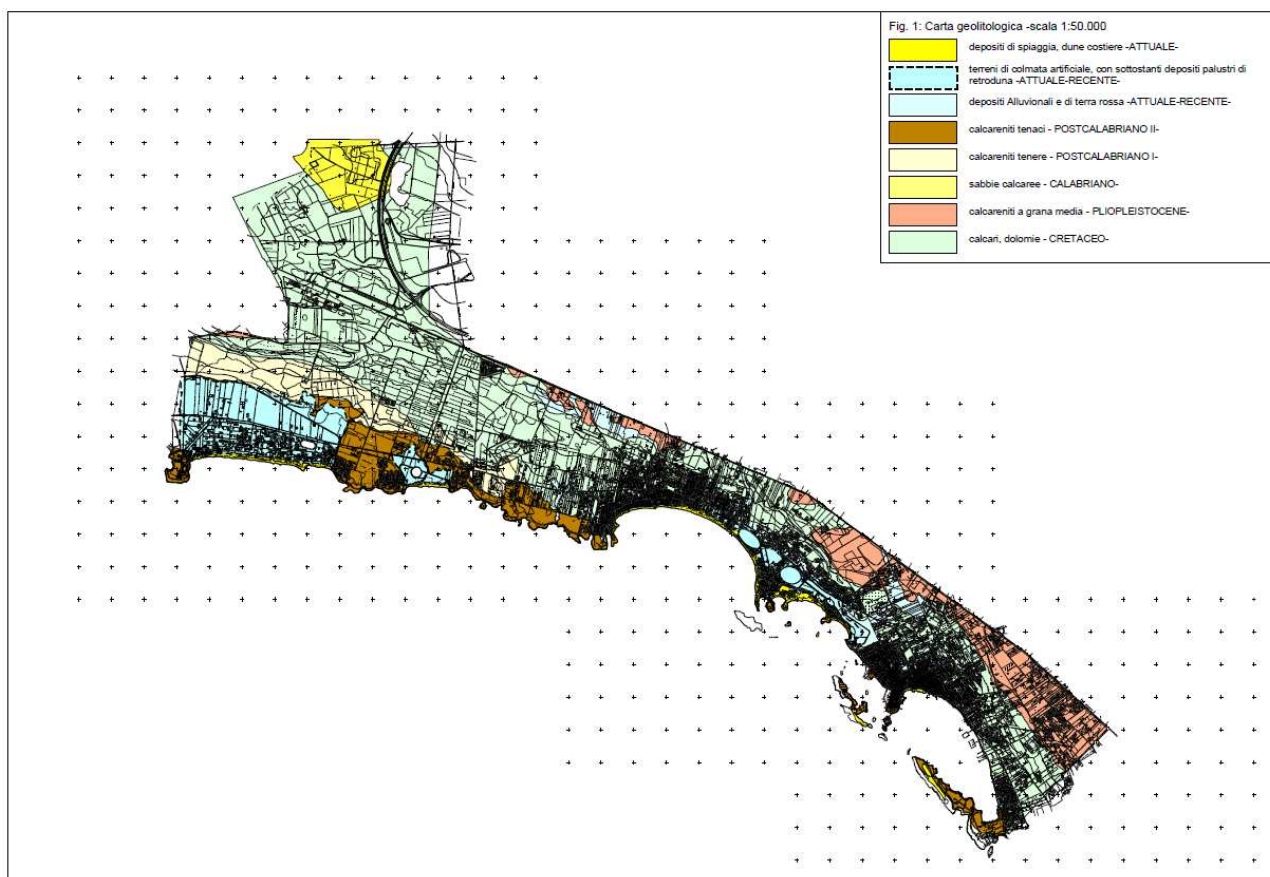 Fig. 1: Carta geolitologica -scala 1:50.000
depositi di spiaggia, dune costiere -ATTUALE-
terreni di colmata artificiale, con sottostanti depositi palustri di
retroduna -ATTUALE-RECENTE-
depositi Alluvionali e di terra rossa -ATTUALE-RECENTE-
calcareniti tenaci - POSTCALABRIANO II-
calcareniti tenere - POSTCALABRIANO I-
sabbie calcaree - CALABRIANO-
calcareniti a grana media - PLIOPLEISTOCENE-
calcari, dolomie - CRETACEO-